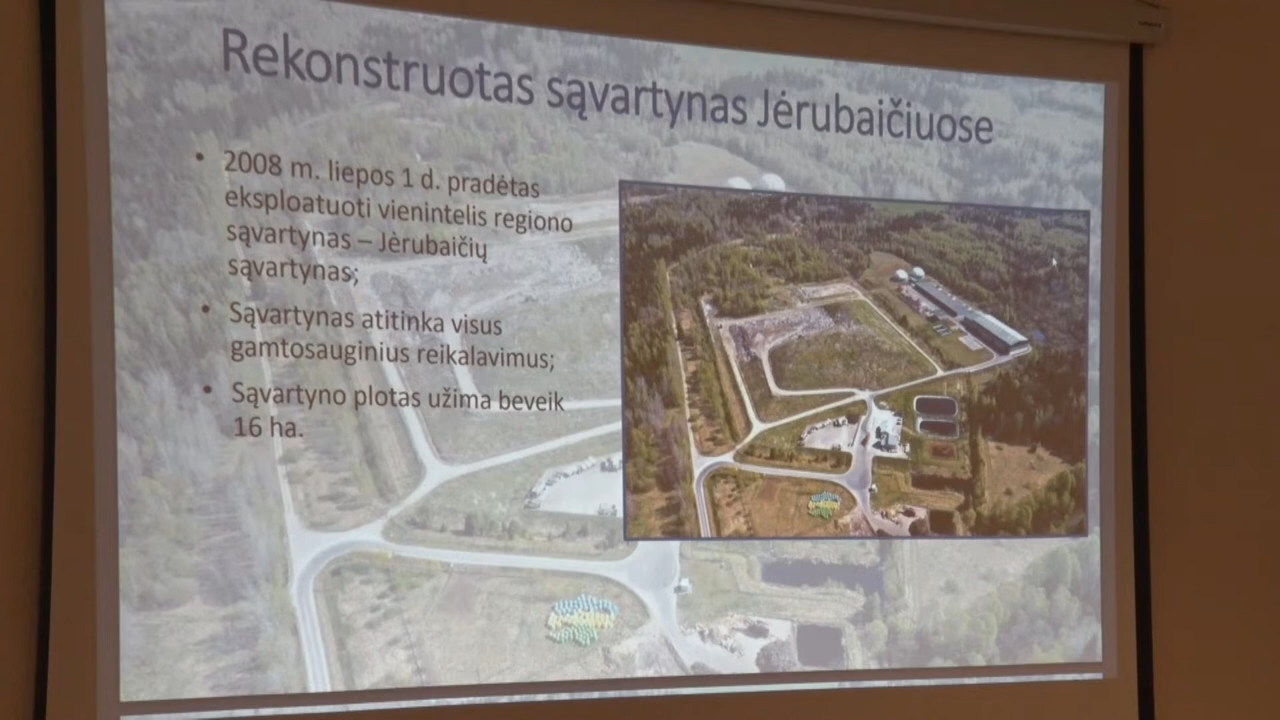 Rekonstruotas sąvartynas Jėrubaičiuose
• 2008 m. liepos 1 d. pradėtas
eksploatuoti vienintelis regiono
sąvartynas – Jėrubaičių
sąvartynas;
• Sąvartynas atitinka visus
gamtosauginius reikalavimus;
• Sąvartyno plotas užima beveik
16 ha.